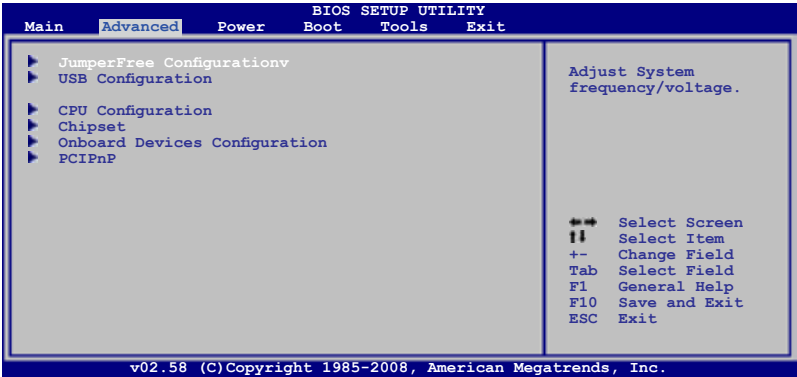 BIOS SETUP UTILITY
Main Advanced Power Boot Tools Exit
JumperFree Configurationv
USB Configuration
CPU Configuration
Chipset
Onboard Devices Configuration
PCIPnP
Adjust System
frequency/voltage.
Select Screen
Select Item
+- Change Field
Tab Select Field
F1 General Help
F10 Save and Exit
ESC Exit
v02.58 (C)Copyright 1985-2008, American Megatrends, Inc.